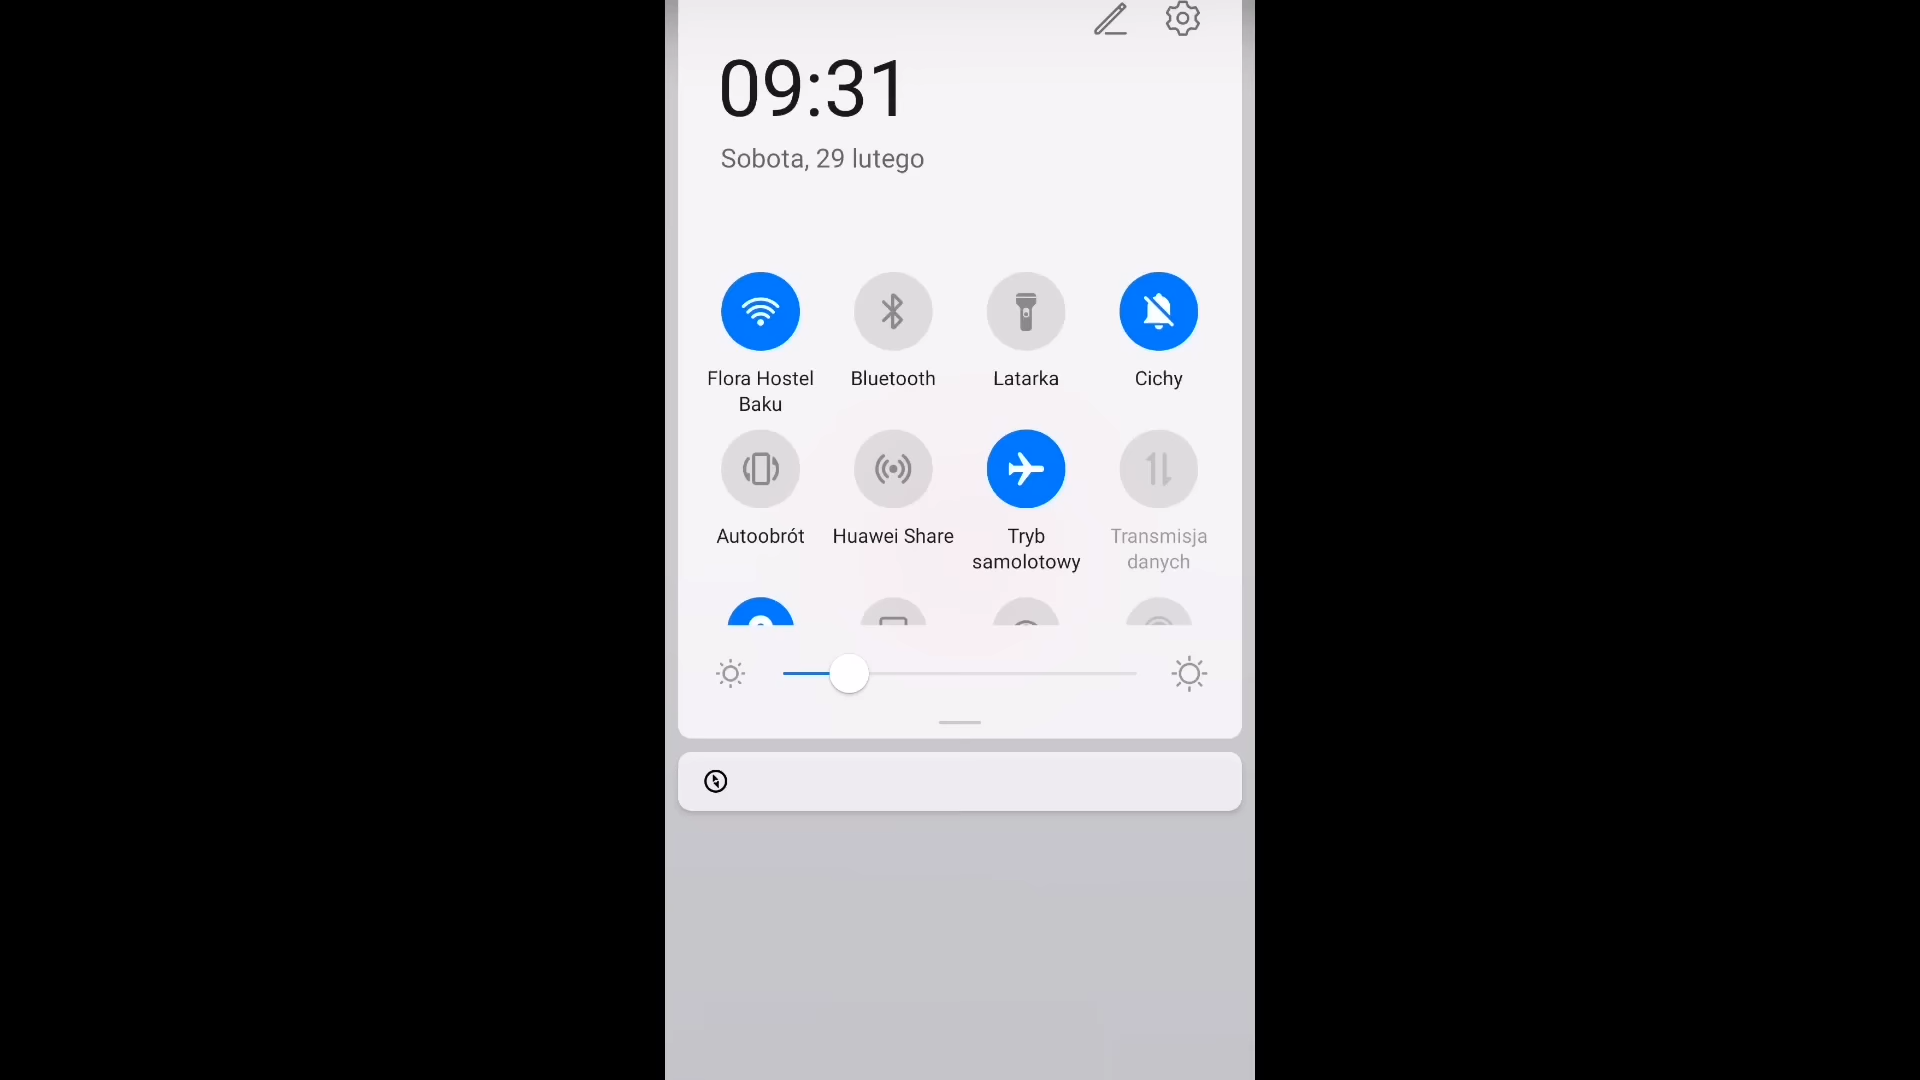 09:31
Sobota, 29 lutego
Flora Hostel
Baku
Bluetooth
Latarka
Cichy
Autoobrót
Huawei Share
Tryb
samolotowy
Transmisja
danych